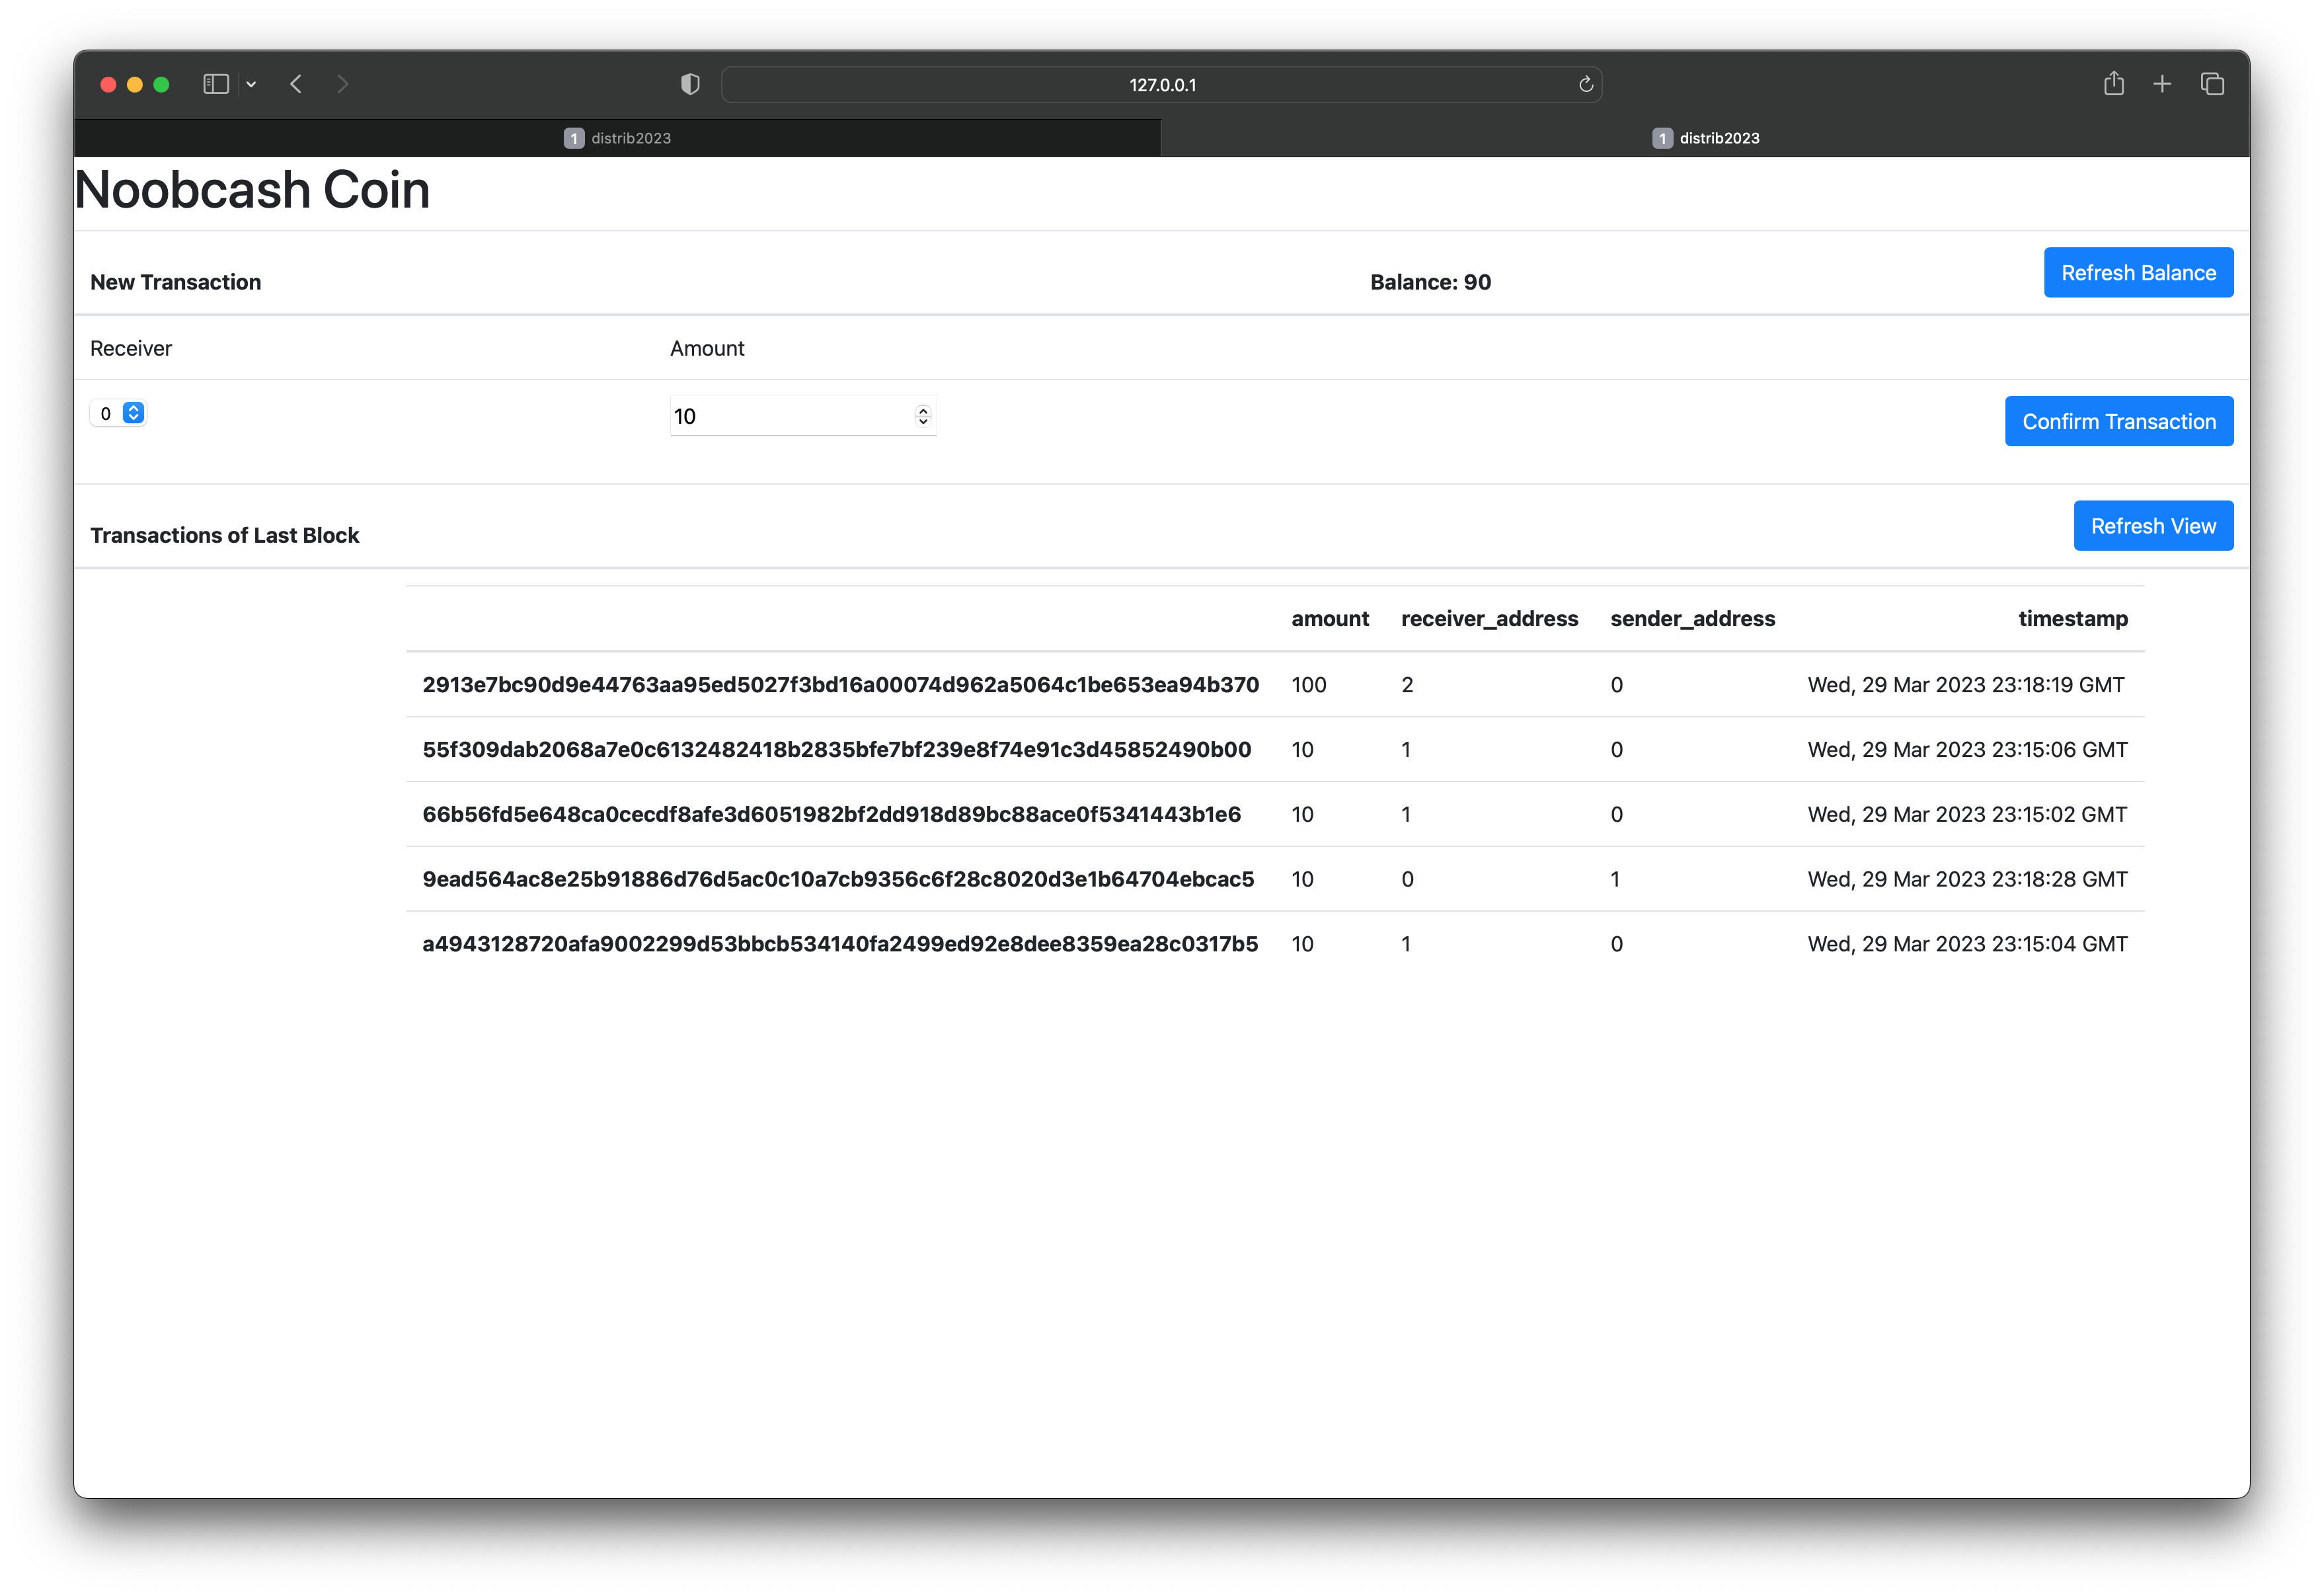 127.0.0.1
1 distrib2023 1 distrib2023
Noobcash Coin
New Transaction Balance: 90 Refresh Balance
Receiver Amount
0 10 Confirm Transaction
Transactions of Last Block Refresh View
amount receiver_address sender_address timestamp
2913e7bc90d9e44763aa95ed5027f3bd16a00074d962a5064c1be653ea94b370 100 2 0 Wed, 29 Mar 2023 23:18:19 GMT
55f309dab2068a7e0c6132482418b2835bfe7bf239e8f74e91c3d45852490b00 10 1 0 Wed, 29 Mar 2023 23:15:06 GMT
66b56fd5e648ca0cecdf8afe3d6051982bf2dd918d89bc88ace0f5341443b1e6 10 1 0 Wed, 29 Mar 2023 23:15:02 GMT
9ead564ac8e25b91886d76d5ac0c10a7cb9356c6f28c8020d3e1b64704ebcac5 10 0 1 Wed, 29 Mar 2023 23:18:28 GMT
a4943128720afa9002299d53bbcb534140fa2499ed92e8dee8359ea28c0317b5 10 1 0 Wed, 29 Mar 2023 23:15:04 GMT